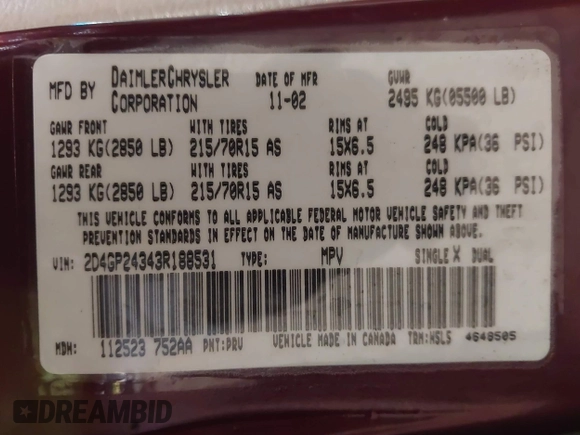 MFD BY DAIMLERCHRYSLER CORPORATION DATE OF MFR 11-02 GVWR 2495 KG(05500 LB)
GAWR FRONT WITH TIRES RIMS AT COLD
1293 KG(2850 LB) 215/70R15 AS 15X6.5 248 KPA(36 PSI)
GAWR REAR WITH TIRES RIMS AT COLD
1293 KG(2850 LB) 215/70R15 AS 15X6.5 248 KPA(36 PSI)
THIS VEHICLE CONFORMS TO ALL APPLICABLE FEDERAL MOTOR VEHICLE SAFETY AND THEFT
PREVENTION STANDARDS IN EFFECT ON THE DATE OF MANUFACTURE SHOWN ABOVE.
VIN: 2D4GP24343R188531 TYPE: MPV SINGLE X DUAL
MDH: 112523 752AA PNT:PRV VEHICLE MADE IN CANADA TRM:WSL5 4648505
DREAMBID